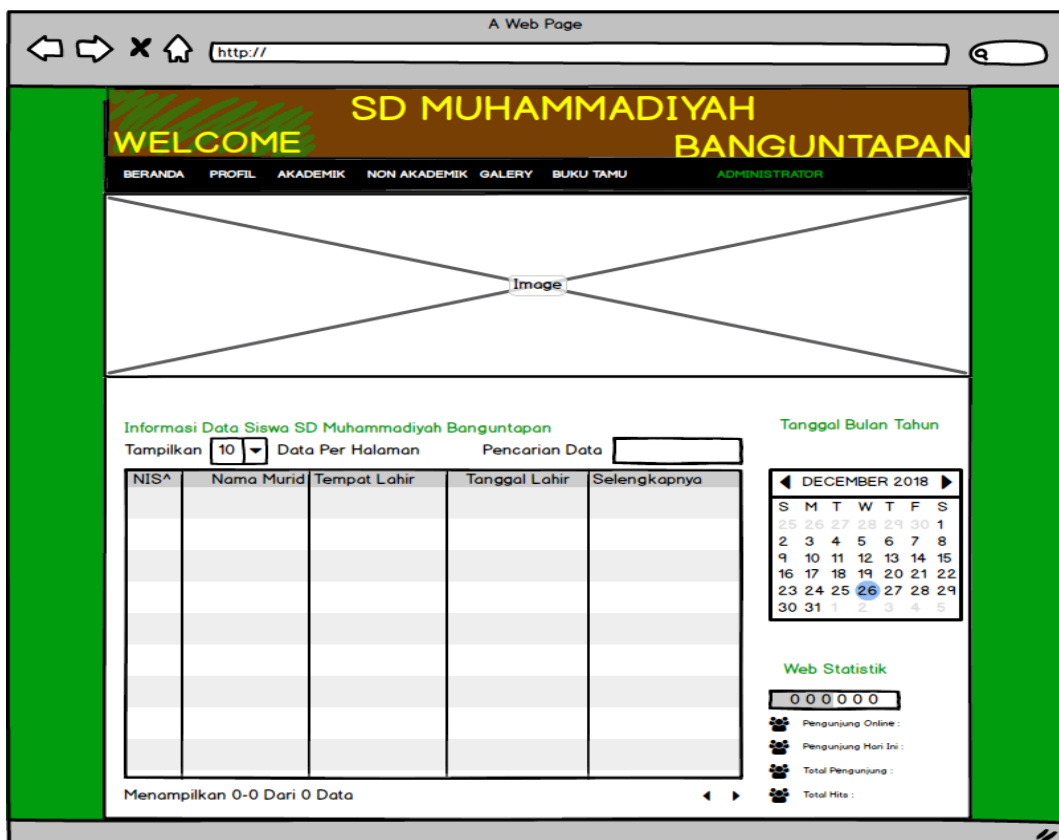 A Web Page
http://
SD MUHAMMADIYAH
WELCOME BANGUNTAPAN
BERANDA PROFIL AKADEMIK NON AKADEMIK GALERY BUKU TAMU ADMINISTRATOR
Image
Informasi Data Siswa SD Muhammadiyah Banguntapan
Tampilkan 10 Data Per Halaman Pencarian Data
NIS^ Nama Murid Tempat Lahir Tanggal Lahir Selengkapnya
Menampilkan 0-0 Dari 0 Data
Tanggal Bulan Tahun
DECEMBER 2018
S M T W T F S
25 26 27 28 29 30 1
2 3 4 5 6 7 8
9 10 11 12 13 14 15
16 17 18 19 20 21 22
23 24 25 26 27 28 29
30 31 1 2 3 4 5
Web Statistik
000000
Pengunjung Online :
Pengunjung Hari Ini :
Total Pengunjung :
Total Hits :